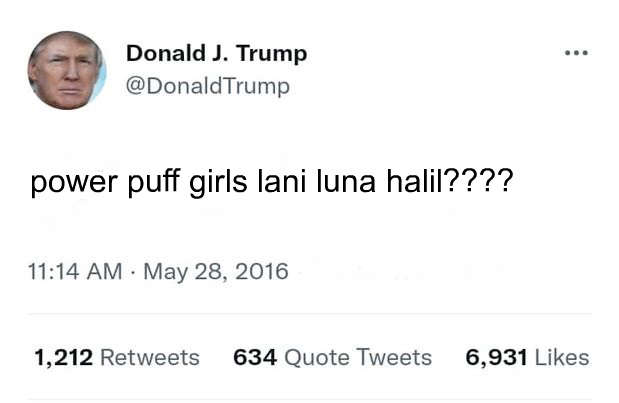 Donald J. Trump
@DonaldTrump
power puff girls lani luna halil????
11:14 AM · May 28, 2016
1,212 Retweets 634 Quote Tweets 6,931 Likes